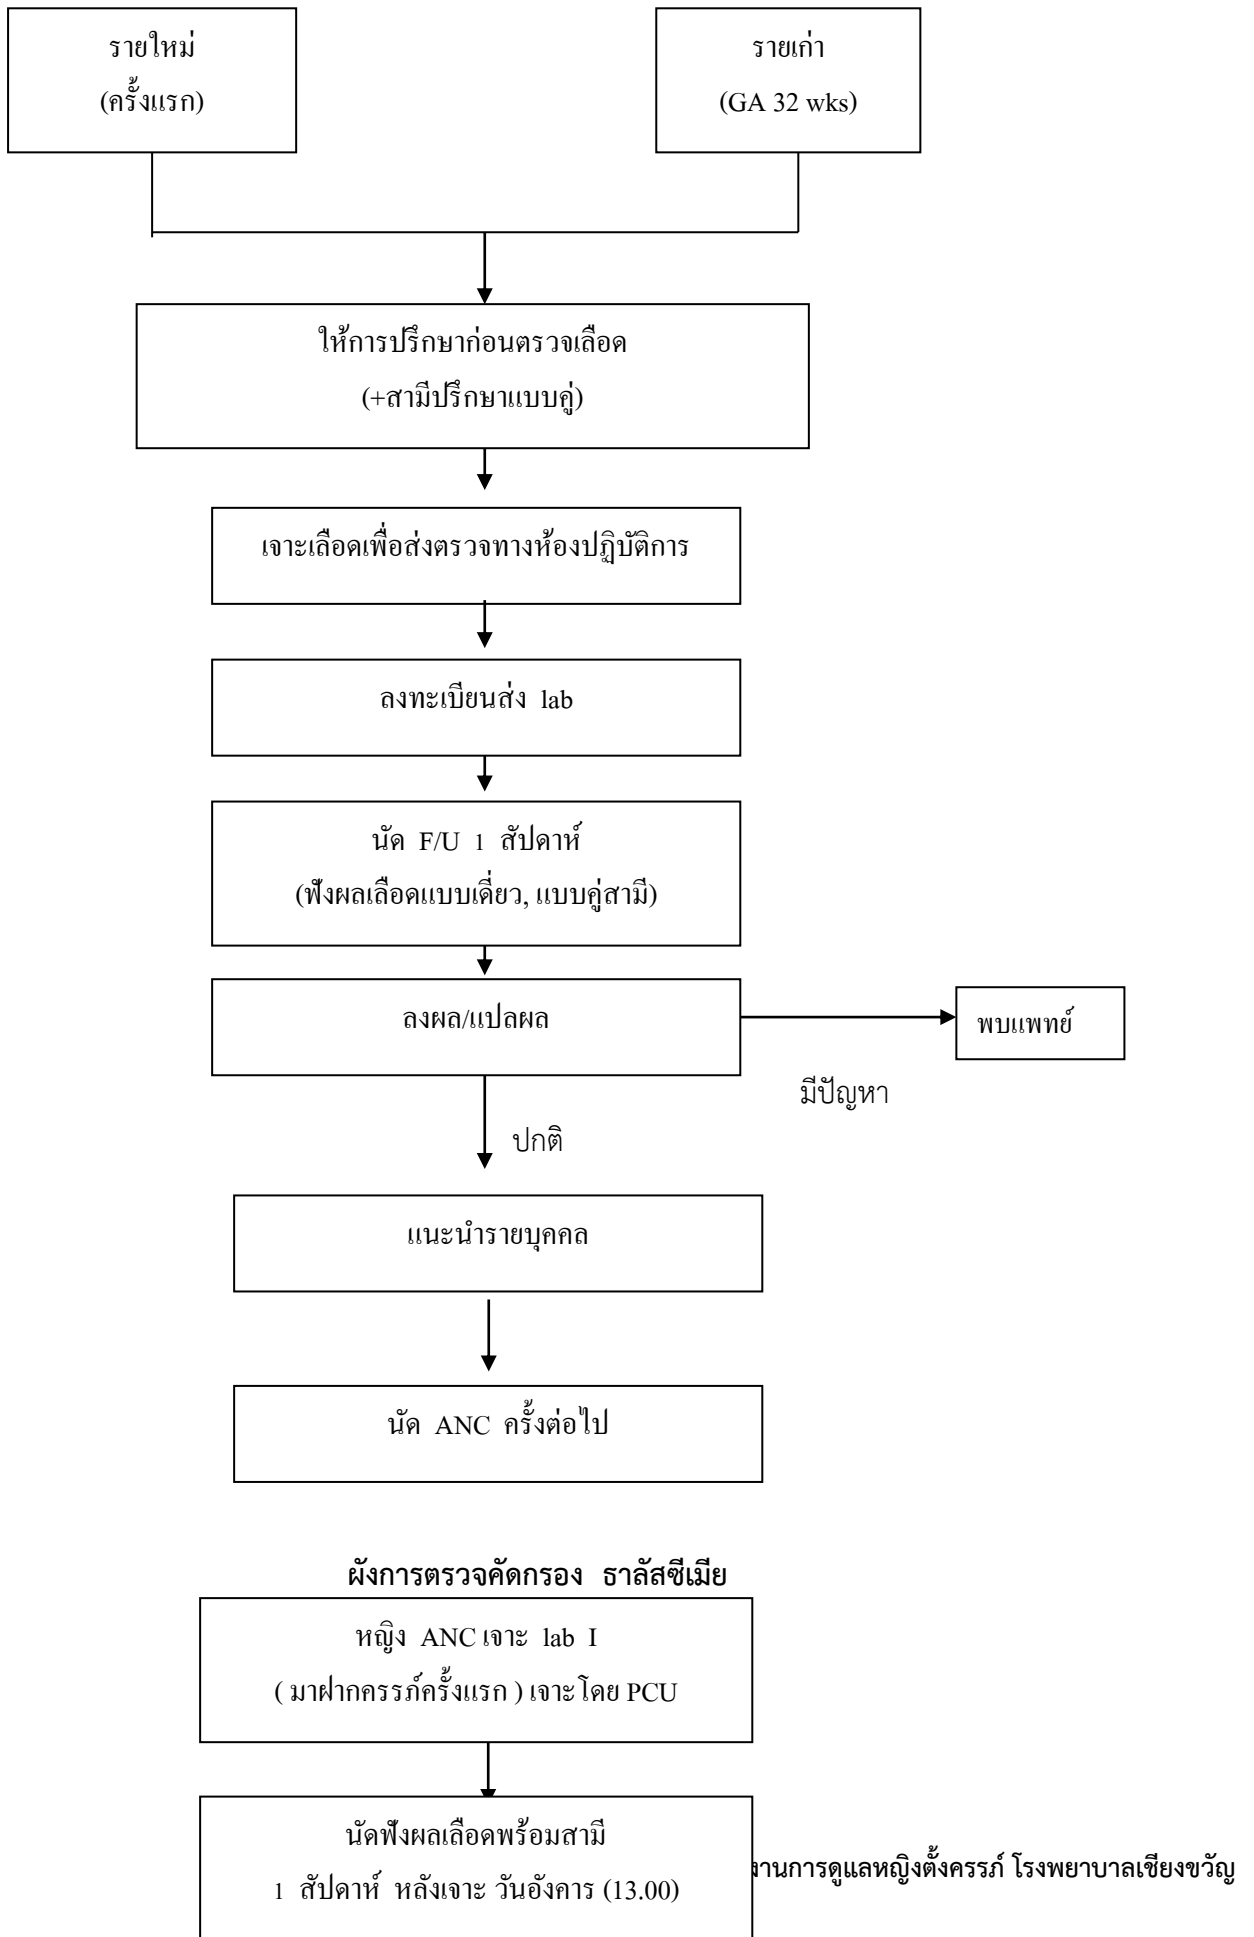 รายใหม่
(ครั้งแรก)
รายเก่า
(GA 32 wks)
ให้การปรึกษาก่อนตรวจเลือด
(+สามีปรึกษาแบบคู่)
เจาะเลือดเพื่อส่งตรวจทางห้องปฏิบัติการ
ลงทะเบียนส่ง lab
นัด F/U 1 สัปดาห์
(ฟังผลเลือดแบบเดี่ยว, แบบคู่สามี)
ลงผล/แปลผล
พบแพทย์
มีปัญหา
ปกติ
แนะนำรายบุคคล
นัด ANC ครั้งต่อไป
ผังการตรวจคัดกรอง ธาลัสซีเมีย
หญิง ANC เจาะ lab I
( มาฝากครรภ์ครั้งแรก ) เจาะโดย PCU
นัดฟังผลเลือดพร้อมสามี
1 สัปดาห์ หลังเจาะ วันอังคาร (13.00)
งานการดูแลหญิงตั้งครรภ์ โรงพยาบาลเชียงขวัญ